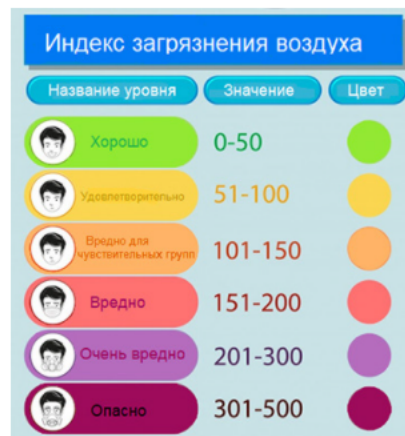 Индекс загрязнения воздуха
Название уровня Значение Цвет
Хорошо 0-50
Удовлетворительно 51-100
Вредно для
чувствительных групп 101-150
Вредно 151-200
Очень вредно 201-300
Опасно 301-500